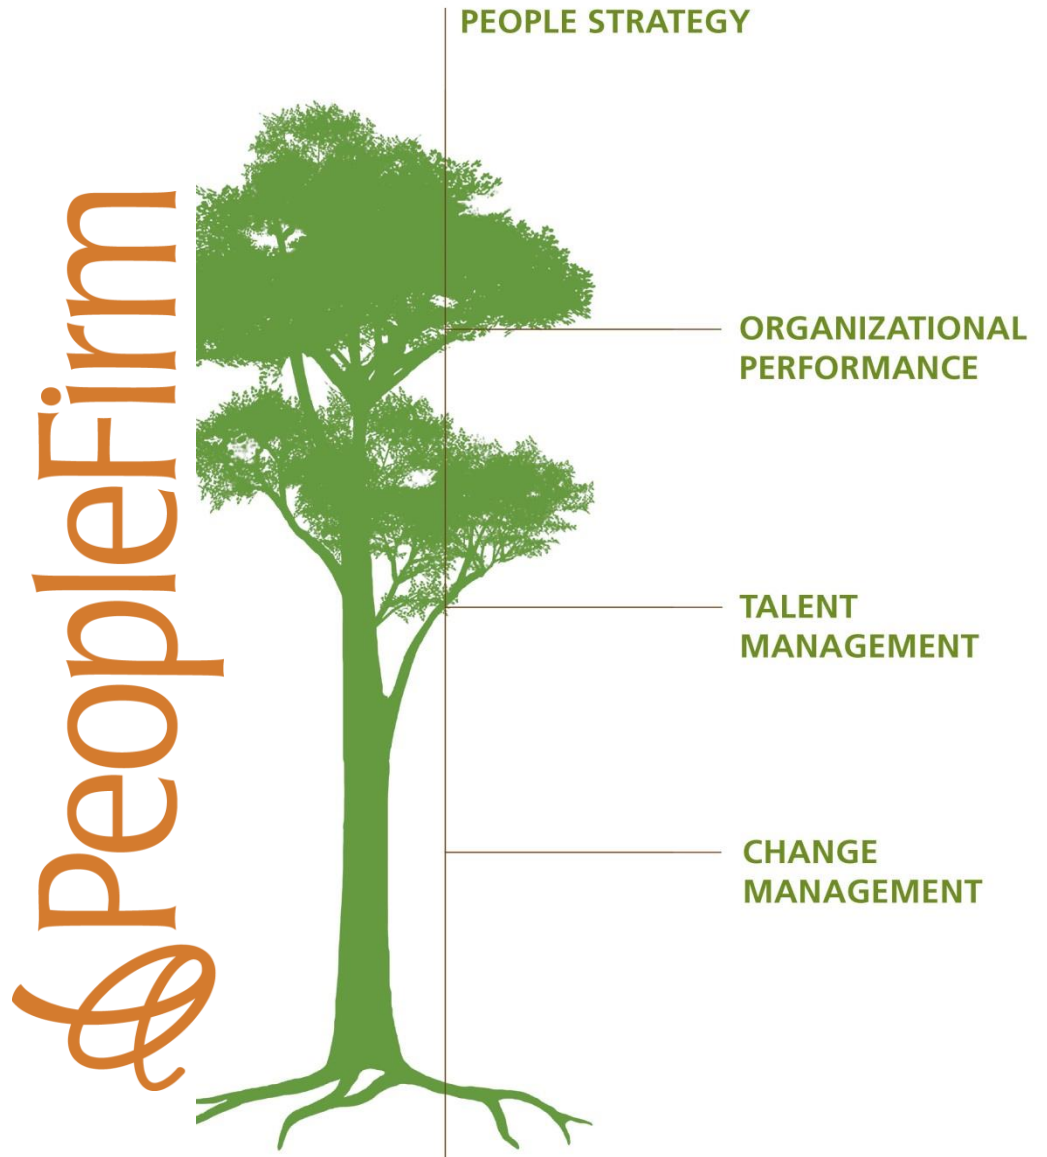 PeopleFirm
PEOPLE STRATEGY
ORGANIZATIONAL
PERFORMANCE
TALENT
MANAGEMENT
CHANGE
MANAGEMENT